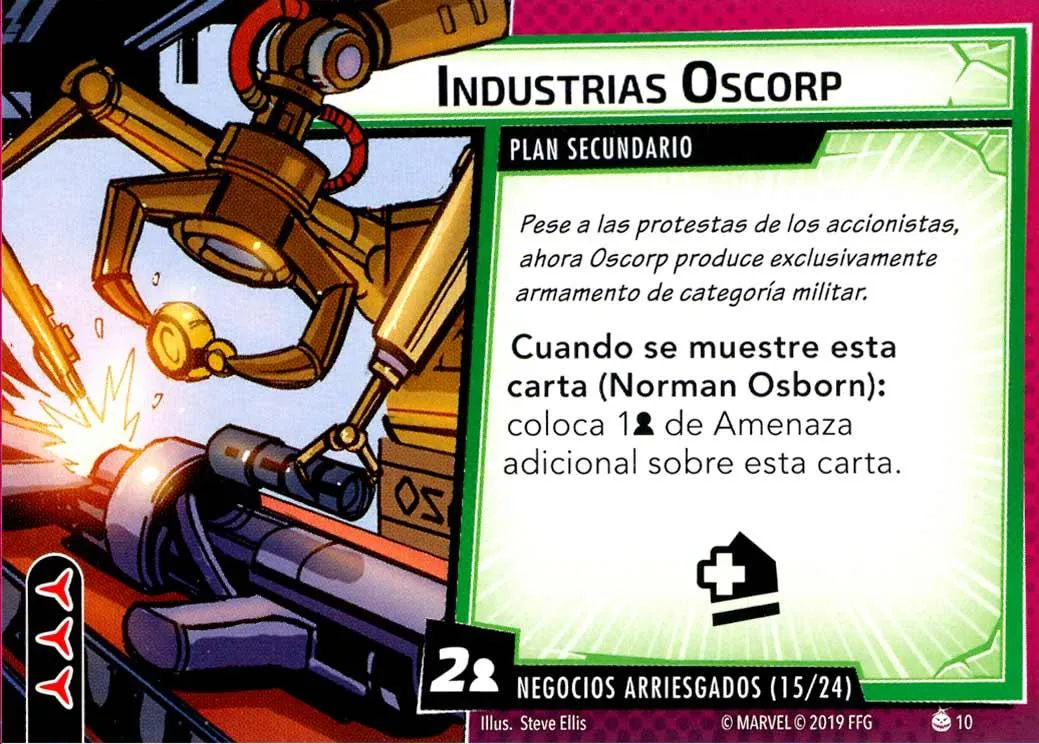 INDUSTRIAS OSCORP
PLAN SECUNDARIO
Pese a las protestas de los accionistas,
ahora Oscorp produce exclusivamente
armamento de categoría militar.
Cuando se muestre esta
carta (Norman Osborn):
coloca 1 de Amenaza
adicional sobre esta carta.
OS
2
NEGOCIOS ARRIESGADOS (15/24)
Illus. Steve Ellis
© MARVEL © 2019 FFG
10